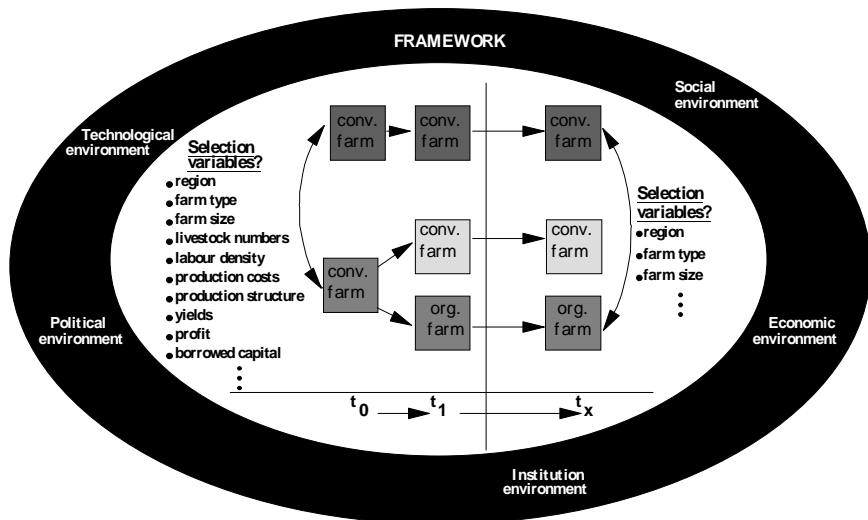 FRAMEWORK
Social
environment
Technological
environment
Selection
variables?
•region
•farm type
•farm size
•livestock numbers
•labour density
•production costs
•production structure
•yields
•profit
•borrowed capital
conv.
farm
conv.
farm
conv.
farm
conv.
farm
conv.
farm
conv.
farm
org.
farm
org.
farm
Selection
variables?
•region
•farm type
•farm size
Political
environment
Economic
environment
t0
t1
tx
Institution
environment